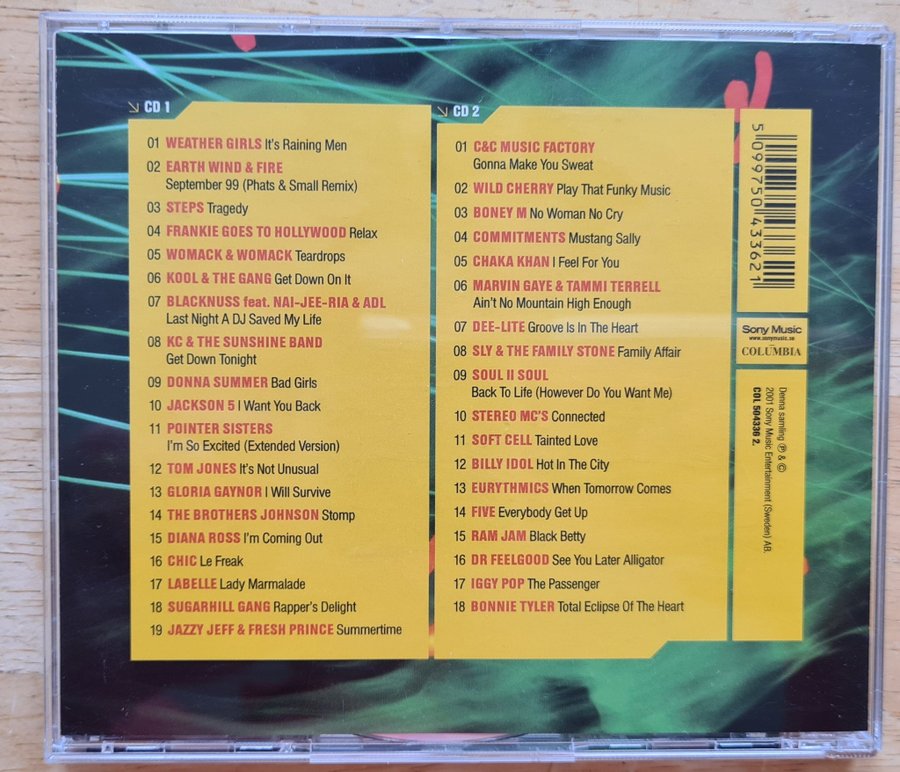 CD 1
01 WEATHER GIRLS It's Raining Men
02 EARTH WIND & FIRE
September 99 (Phats & Small Remix)
03 STEPS Tragedy
04 FRANKIE GOES TO HOLLYWOOD Relax
05 WOMACK & WOMACK Teardrops
06 KOOL & THE GANG Get Down On It
07 BLACKNUSS feat. NAI-JEE-RIA & ADL
Last Night A DJ Saved My Life
08 KC & THE SUNSHINE BAND
Get Down Tonight
09 DONNA SUMMER Bad Girls
10 JACKSON 5 I Want You Back
11 POINTER SISTERS
I'm So Excited (Extended Version)
12 TOM JONES It's Not Unusual
13 GLORIA GAYNOR I Will Survive
14 THE BROTHERS JOHNSON Stomp
15 DIANA ROSS I'm Coming Out
16 CHIC Le Freak
17 LABELLE Lady Marmalade
18 SUGARHILL GANG Rapper's Delight
19 JAZZY JEFF & FRESH PRINCE Summertime
CD 2
01 C&C MUSIC FACTORY
Gonna Make You Sweat
02 WILD CHERRY Play That Funky Music
03 BONEY M No Woman No Cry
04 COMMITMENTS Mustang Sally
05 CHAKA KHAN I Feel For You
06 MARVIN GAYE & TAMMI TERRELL
Ain't No Mountain High Enough
07 DEE-LITE Groove Is In The Heart
08 SLY & THE FAMILY STONE Family Affair
09 SOUL II SOUL
Back To Life (However Do You Want Me)
10 STEREO MC'S Connected
11 SOFT CELL Tainted Love
12 BILLY IDOL Hot In The City
13 EURYTHMICS When Tomorrow Comes
14 FIVE Everybody Get Up
15 RAM JAM Black Betty
16 DR FEELGOOD See You Later Alligator
17 IGGY POP The Passenger
18 BONNIE TYLER Total Eclipse Of The Heart
5 099750 433621
Sony Music
www.sonymusic.se
COLUMBIA
Denna samling ℗ & ©
2001 Sony Music Entertainment (Sweden) AB.
COL 504336 2.